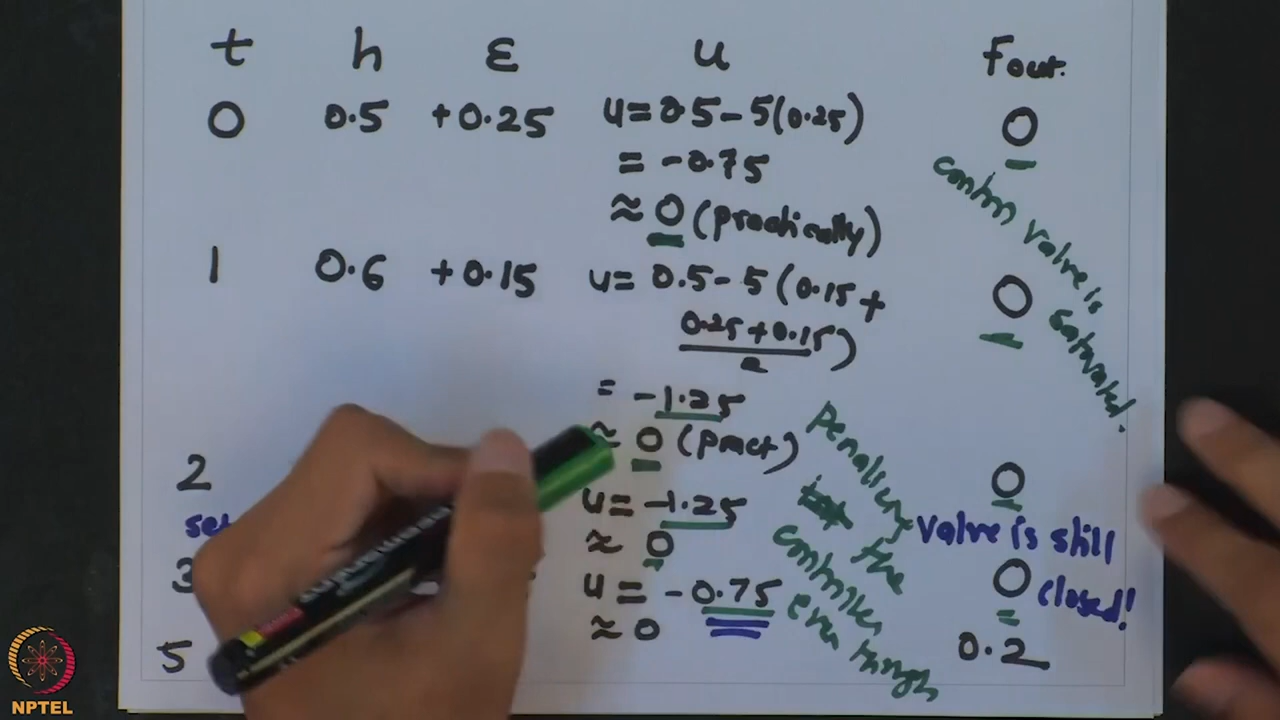 t h ε u Fout.
0 0.5 +0.25 u = 0.5 - 5(0.25) 0
= -0.75
≈ 0 (practically)
control valve is saturated.
1 0.6 +0.15 u = 0.5 - 5(0.15 + 0
0.25 + 0.15)
2
= -1.25
≈ 0 (pract)
2 u = -1.25 0
≈ 0
valve is still closed!
3 u = -0.75 0
≈ 0
5 0.2
Penalising the controller even though
NPTEL